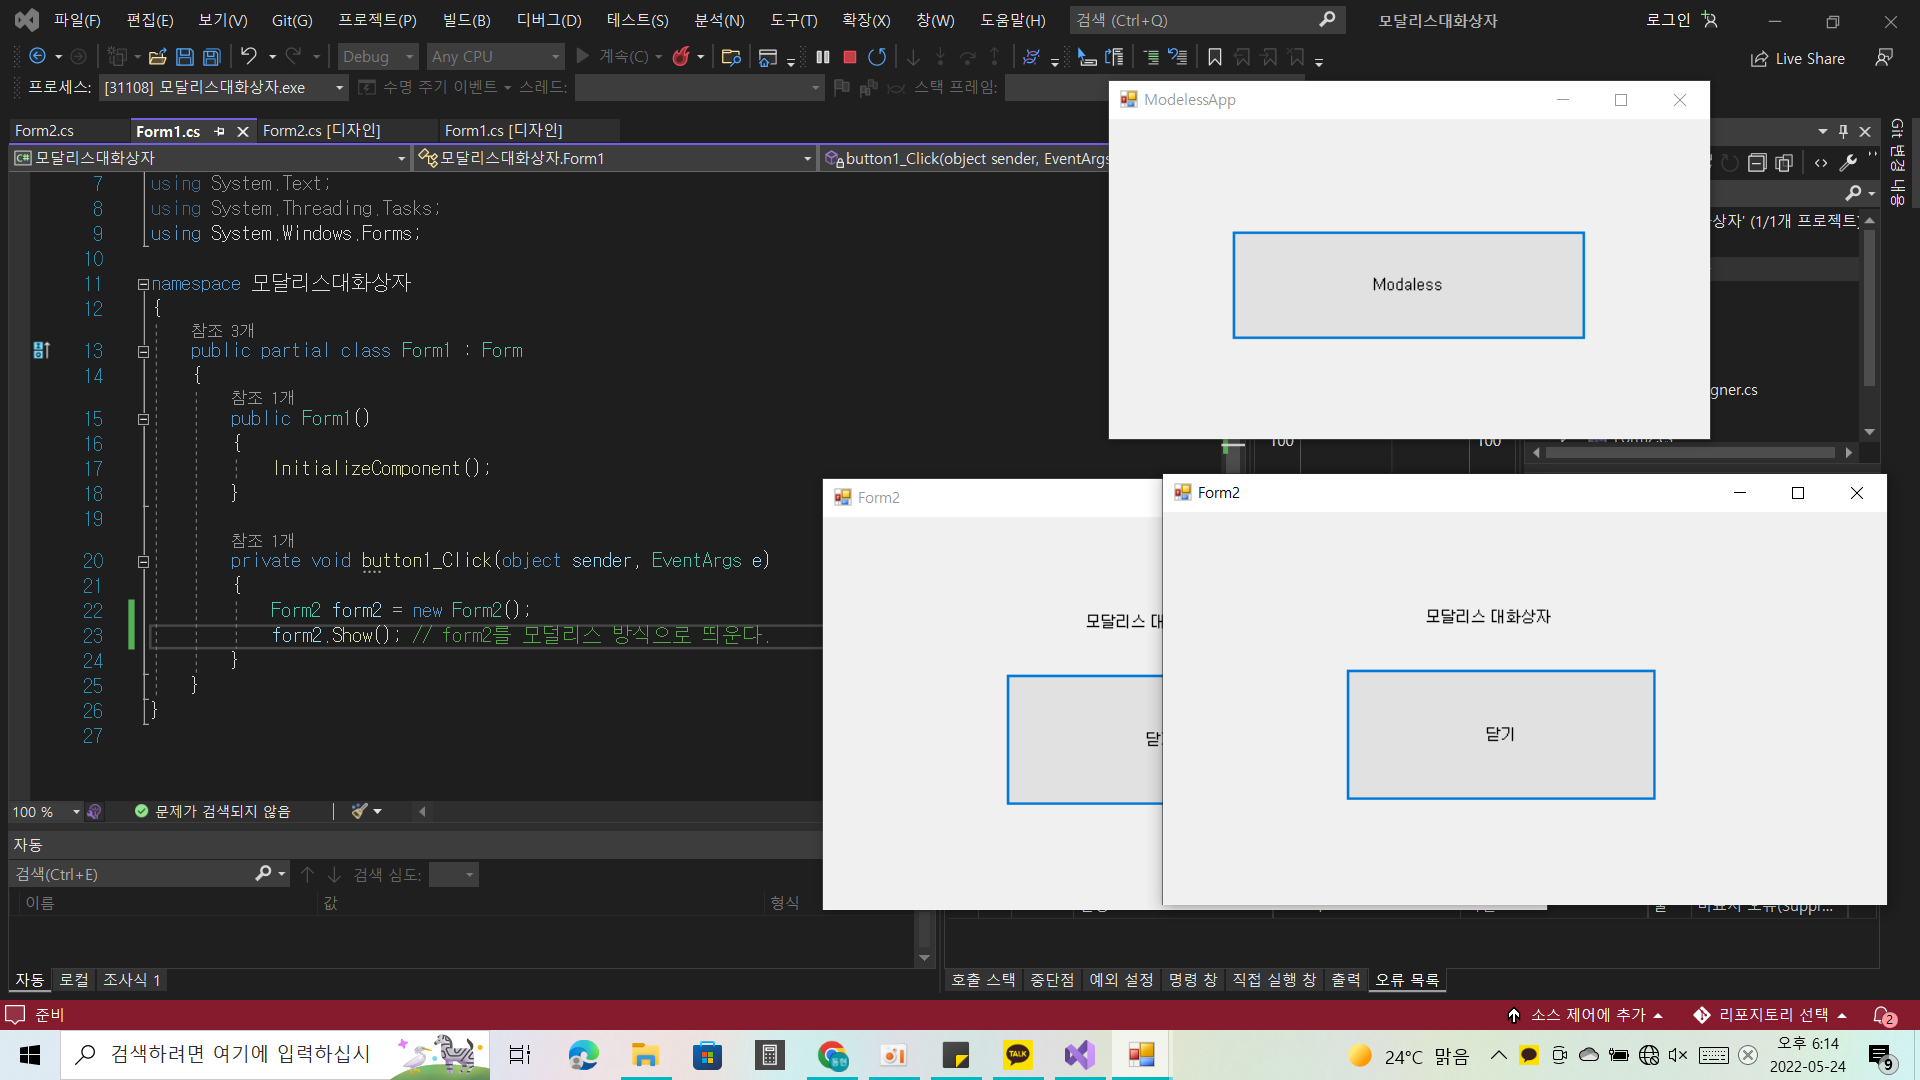 파일(F) 편집(E) 보기(V) Git(G) 프로젝트(P) 빌드(B) 디버그(D) 테스트(S) 분석(N) 도구(T) 확장(X) 창(W) 도움말(H) 검색 (Ctrl+Q) 모달리스대화상자 로그인
Debug Any CPU 계속(C) Live Share
프로세스: [31108] 모달리스대화상자.exe 수명 주기 이벤트 스레드: 스택 프레임:
ModelessApp
Form2.cs Form1.cs Form2.cs [디자인] Form1.cs [디자인]
Git 변경 내용
모달리스대화상자 모달리스대화상자.Form1 button1_Click(object sender, EventArgs
상자' (1/1개 프로젝트)
7 using System.Text;
8 using System.Threading.Tasks;
9 using System.Windows.Forms;
10
11 namespace 모달리스대화상자
12 {
참조 3개
13 public partial class Form1 : Form
14 {
참조 1개
15 public Form1()
16 {
17 InitializeComponent();
18 }
19
참조 1개
20 private void button1_Click(object sender, EventArgs e)
21 {
22 Form2 form2 = new Form2();
23 form2.Show(); // form2를 모덜리스 방식으로 띄운다.
24 }
25 }
26 }
27
Modaless
gner.cs
100 100
Form2
모달리스 대
닫
Form2
모달리스 대화상자
닫기
100 % 문제가 검색되지 않음
자동
검색(Ctrl+E) 검색 심도:
이름 값 형식
자동 로컬 조사식 1
호출 스택 중단점 예외 설정 명령 창 직접 실행 창 출력 오류 목록
준비 소스 제어에 추가 리포지토리 선택 2
검색하려면 여기에 입력하십시
TALK
24°C 맑음
오후 6:14
2022-05-24
9